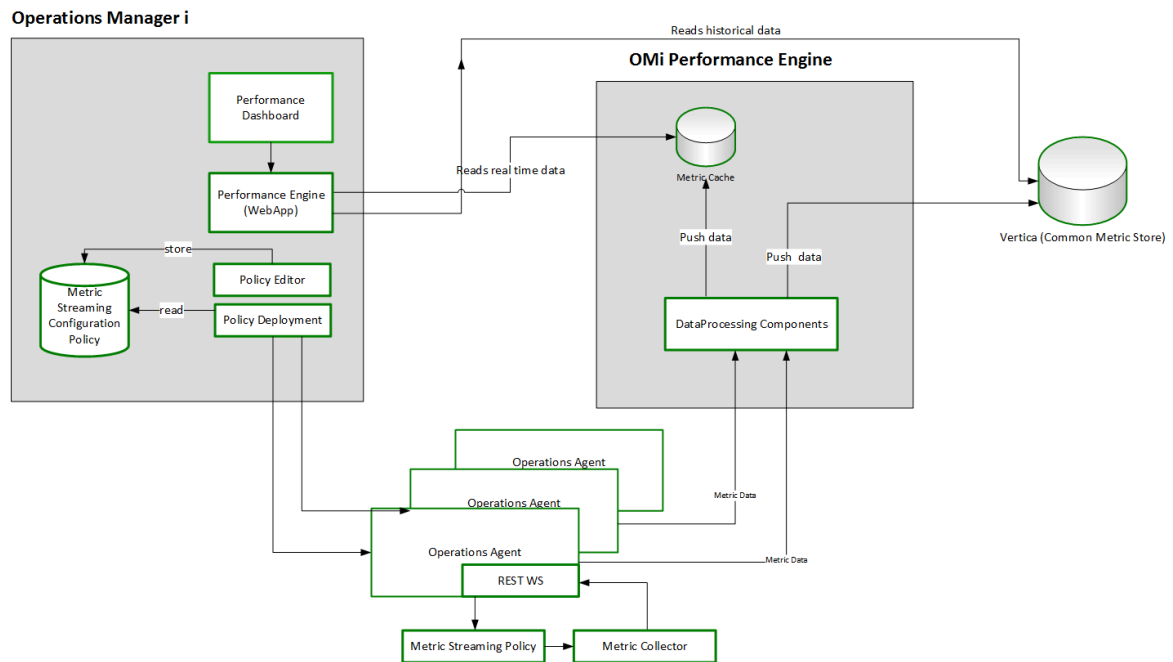 Operations Manager i
Reads historical data
OMi Performance Engine
Performance
Dashboard
Reads real time data
Metric Cache
Performance Engine
(WebApp)
Vertica (Common Metric Store)
Push data
Push  data
store
Policy Editor
Metric
Streaming
Configuration
Policy
read
Policy Deployment
DataProcessing Components
Operations Agent
Metric Data
Operations Agent
Operations Agent
Metric Data
REST WS
Metric Streaming Policy
Metric Collector